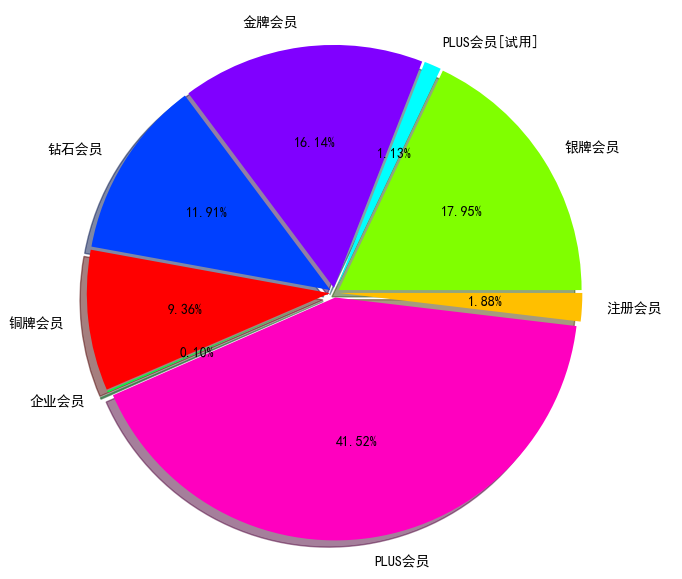 金牌会员
PLUS会员[试用]
16.14%
1.13%
银牌会员
钻石会员
11.91%
17.95%
铜牌会员
9.36%
1.88%
注册会员
0.10%
企业会员
41.52%
PLUS会员